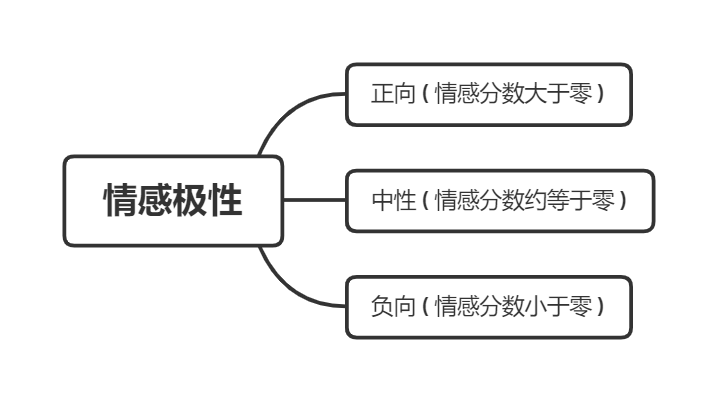 正向 ( 情感分数大于零 )
情感极性
中性 ( 情感分数约等于零 )
负向 ( 情感分数小于零 )